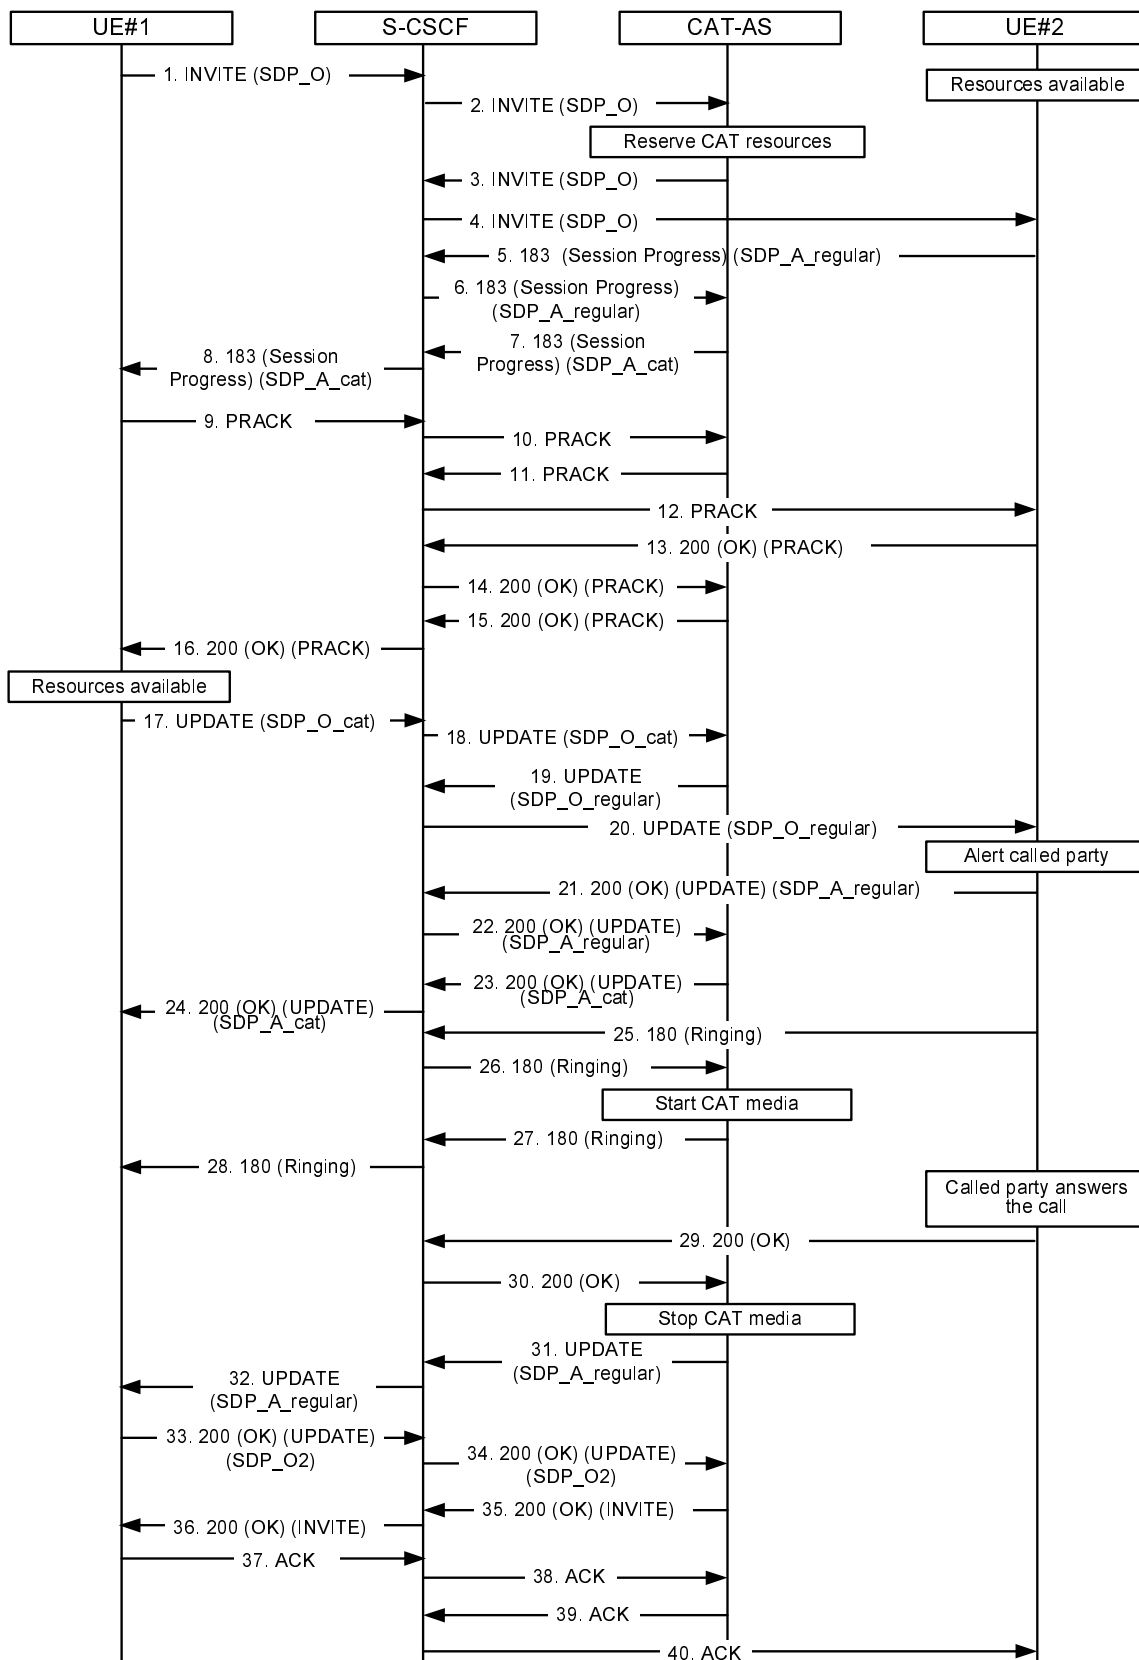 UE#1
S-CSCF
CAT-AS
UE#2
1. INVITE (SDP_O)
Resources available
2. INVITE (SDP_O)
Reserve CAT resources
3. INVITE (SDP_O)
4. INVITE (SDP_O)
5. 183 (Session Progress) (SDP_A_regular)
6. 183 (Session Progress)
(SDP_A_regular)
7. 183 (Session
Progress) (SDP_A_cat)
8. 183 (Session
Progress) (SDP_A_cat)
9. PRACK
10. PRACK
11. PRACK
12. PRACK
13. 200 (OK) (PRACK)
14. 200 (OK) (PRACK)
15. 200 (OK) (PRACK)
16. 200 (OK) (PRACK)
Resources available
17. UPDATE (SDP_O_cat)
18. UPDATE (SDP_O_cat)
19. UPDATE
(SDP_O_regular)
20. UPDATE (SDP_O_regular)
Alert called party
21. 200 (OK) (UPDATE) (SDP_A_regular)
22. 200 (OK) (UPDATE)
(SDP_A_regular)
23. 200 (OK) (UPDATE)
(SDP_A_cat)
24. 200 (OK) (UPDATE)
(SDP_A_cat)
25. 180 (Ringing)
26. 180 (Ringing)
Start CAT media
27. 180 (Ringing)
28. 180 (Ringing)
Called party answers
the call
29. 200 (OK)
30. 200 (OK)
Stop CAT media
31. UPDATE
(SDP_A_regular)
32. UPDATE
(SDP_A_regular)
33. 200 (OK) (UPDATE)
(SDP_O2)
34. 200 (OK) (UPDATE)
(SDP_O2)
35. 200 (OK) (INVITE)
36. 200 (OK) (INVITE)
37. ACK
38. ACK
39. ACK
40. ACK